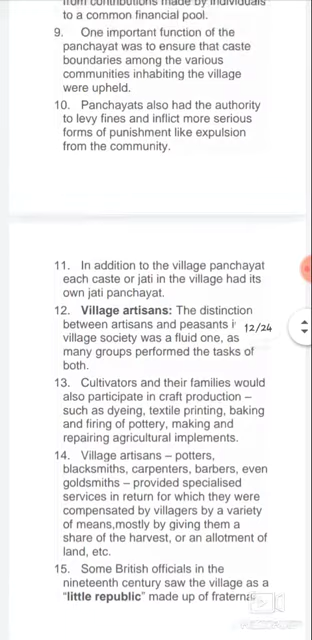 from contributions made by individuals
to a common financial pool.
9. One important function of the
panchayat was to ensure that caste
boundaries among the various
communities inhabiting the village
were upheld.
10. Panchayats also had the authority
to levy fines and inflict more serious
forms of punishment like expulsion
from the community.
11. In addition to the village panchayat
each caste or jati in the village had its
own jati panchayat.
12. Village artisans: The distinction
between artisans and peasants i 12/24
village society was a fluid one, as
many groups performed the tasks of
both.
13. Cultivators and their families would
also participate in craft production –
such as dyeing, textile printing, baking
and firing of pottery, making and
repairing agricultural implements.
14. Village artisans – potters,
blacksmiths, carpenters, barbers, even
goldsmiths – provided specialised
services in return for which they were
compensated by villagers by a variety
of means,mostly by giving them a
share of the harvest, or an allotment of
land, etc.
15. Some British officials in the
nineteenth century saw the village as a
“little republic” made up of fraternal